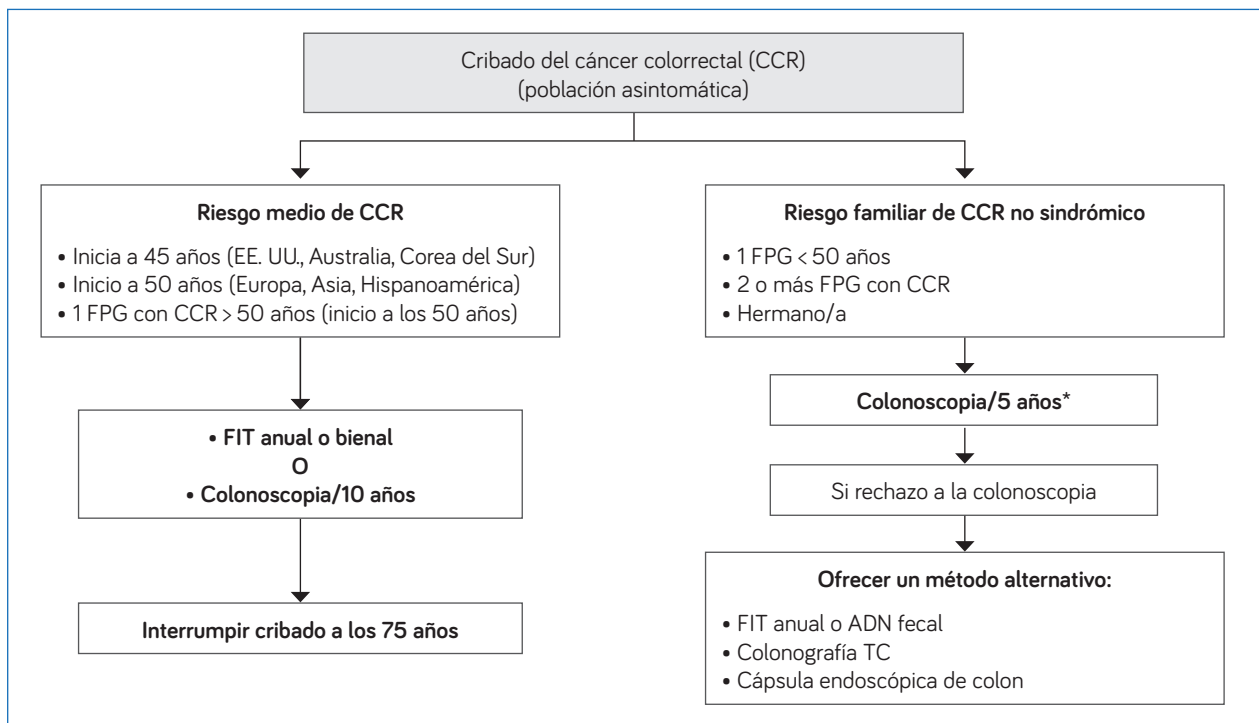 Cribado del cáncer colorrectal (CCR)
(población asintomática)
Riesgo medio de CCR
• Inicia a 45 años (EE. UU., Australia, Corea del Sur)
• Inicio a 50 años (Europa, Asia, Hispanoamérica)
• 1 FPG con CCR > 50 años (inicio a los 50 años)
• FIT anual o bienal
O
• Colonoscopia/10 años
Interrumpir cribado a los 75 años
Riesgo familiar de CCR no sindrómico
• 1 FPG < 50 años
• 2 o más FPG con CCR
• Hermano/a
Colonoscopia/5 años*
Si rechazo a la colonoscopia
Ofrecer un método alternativo:
• FIT anual o ADN fecal
• Colonografía TC
• Cápsula endoscópica de colon